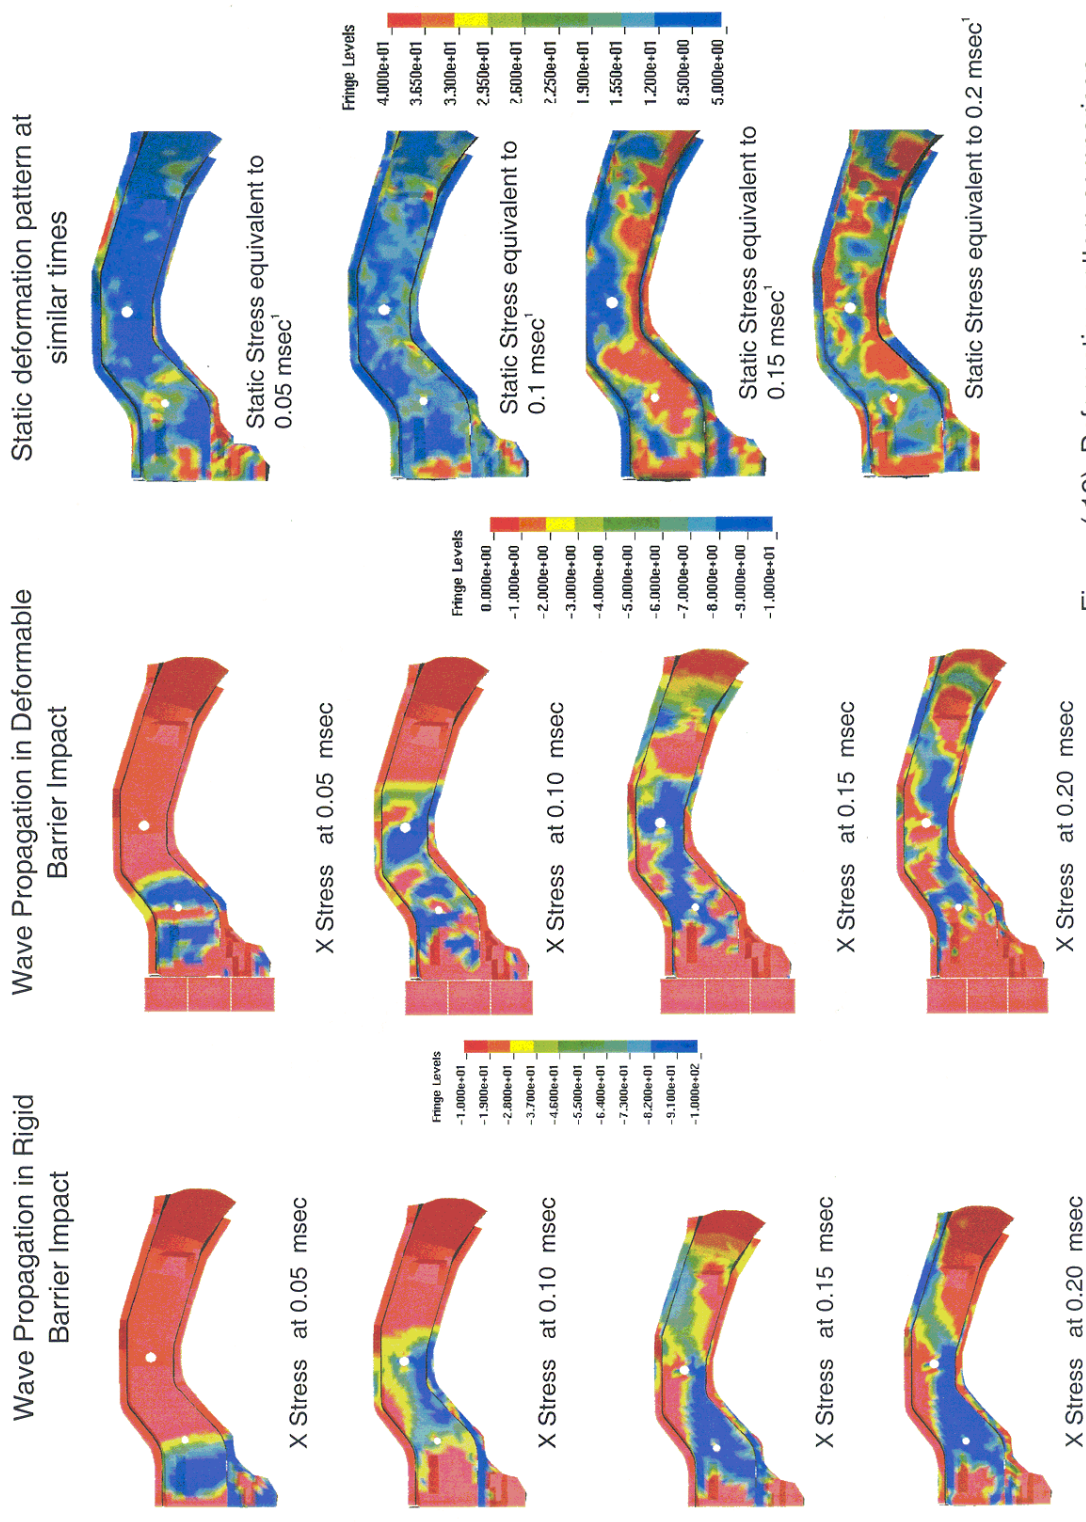 Wave Propagation in Rigid
Barrier Impact
X Stress at 0.05 msec
X Stress at 0.10 msec
X Stress at 0.15 msec
X Stress at 0.20 msec
Fringe Levels
-1.000e+01
-1.900e+01
-2.800e+01
-3.700e+01
-4.600e+01
-5.500e+01
-6.400e+01
-7.300e+01
-8.200e+01
-9.100e+01
-1.000e+02
Wave Propagation in Deformable
Barrier Impact
X Stress at 0.05 msec
X Stress at 0.10 msec
X Stress at 0.15 msec
X Stress at 0.20 msec
Fringe Levels
0.000e+00
-1.000e+00
-2.000e+00
-3.000e+00
-4.000e+00
-5.000e+00
-6.000e+00
-7.000e+00
-8.000e+00
-9.000e+00
-1.000e+01
Static deformation pattern at
similar times
Static Stress equivalent to
0.05 msec¹
Static Stress equivalent to
0.1 msec¹
Static Stress equivalent to
0.15 msec¹
Static Stress equivalent to 0.2 msec¹
Fringe Levels
4.000e+01
3.650e+01
3.300e+01
2.950e+01
2.600e+01
2.250e+01
1.900e+01
1.550e+01
1.200e+01
8.500e+00
5.000e+00